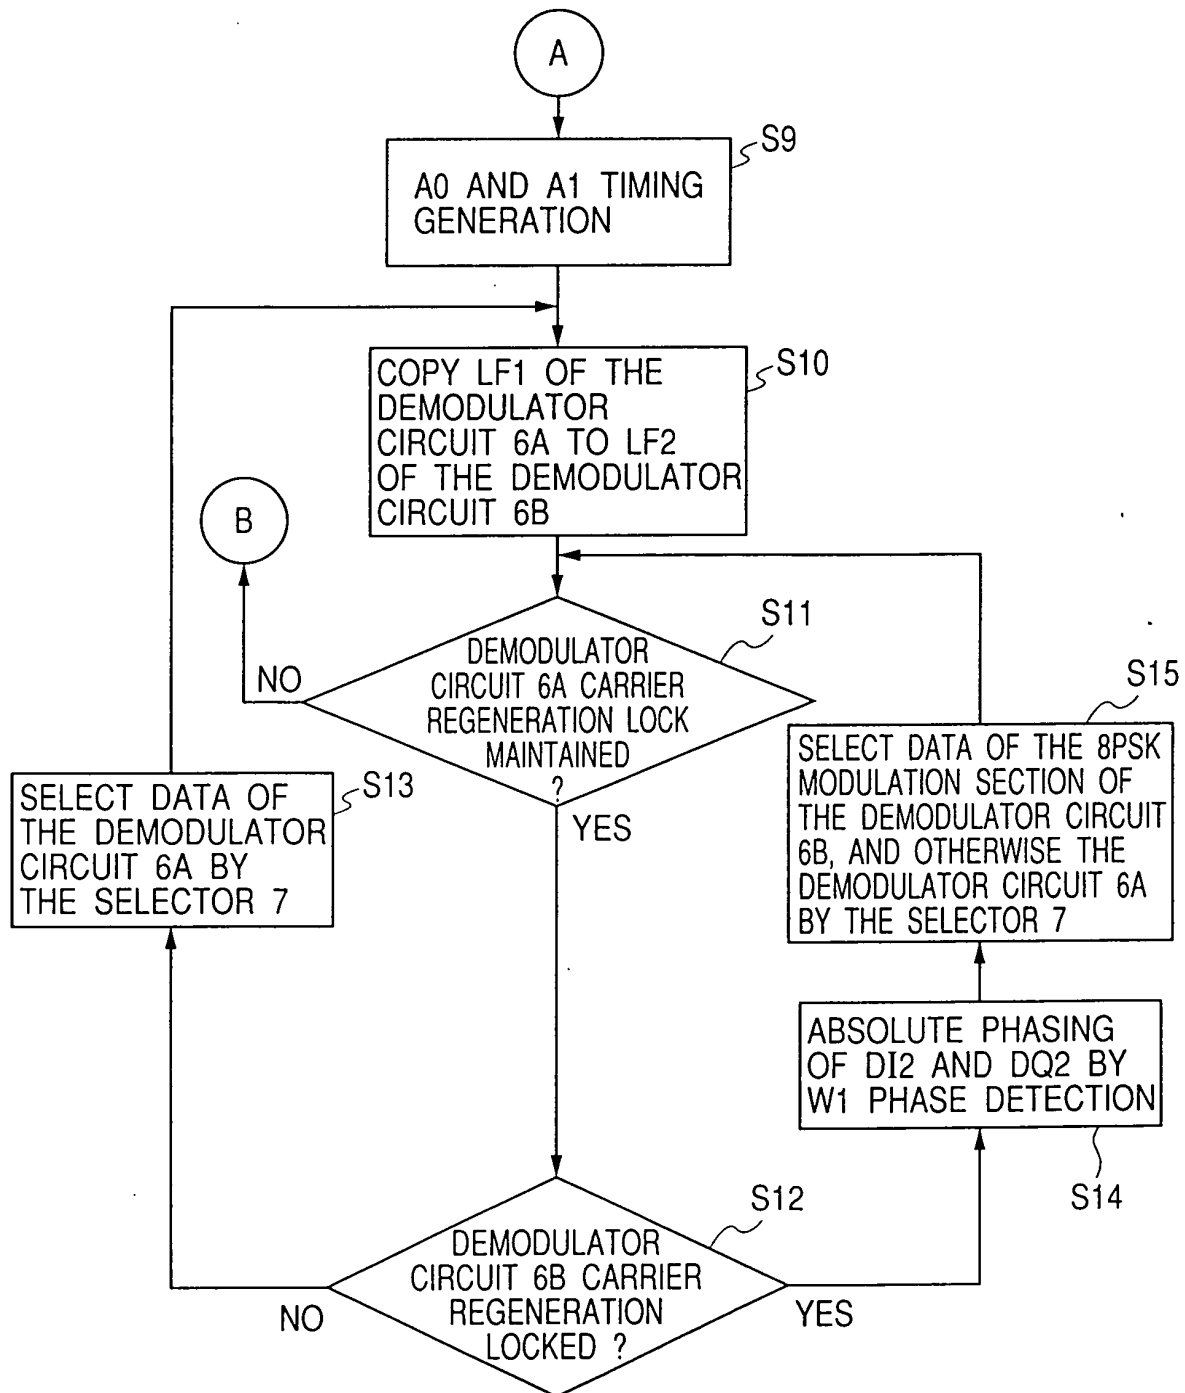 A
S9
A0 AND A1 TIMING
GENERATION
S10
COPY LF1 OF THE
DEMODULATOR
CIRCUIT 6A TO LF2
OF THE DEMODULATOR
CIRCUIT 6B
B
S11
DEMODULATOR
CIRCUIT 6A CARRIER
REGENERATION LOCK
MAINTAINED
?
NO
YES
S13
SELECT DATA OF
THE DEMODULATOR
CIRCUIT 6A BY
THE SELECTOR 7
S15
SELECT DATA OF THE 8PSK
MODULATION SECTION OF
THE DEMODULATOR CIRCUIT
6B, AND OTHERWISE THE
DEMODULATOR CIRCUIT 6A
BY THE SELECTOR 7
ABSOLUTE PHASING
OF DI2 AND DQ2 BY
W1 PHASE DETECTION
S14
S12
DEMODULATOR
CIRCUIT 6B CARRIER
REGENERATION
LOCKED ?
NO
YES